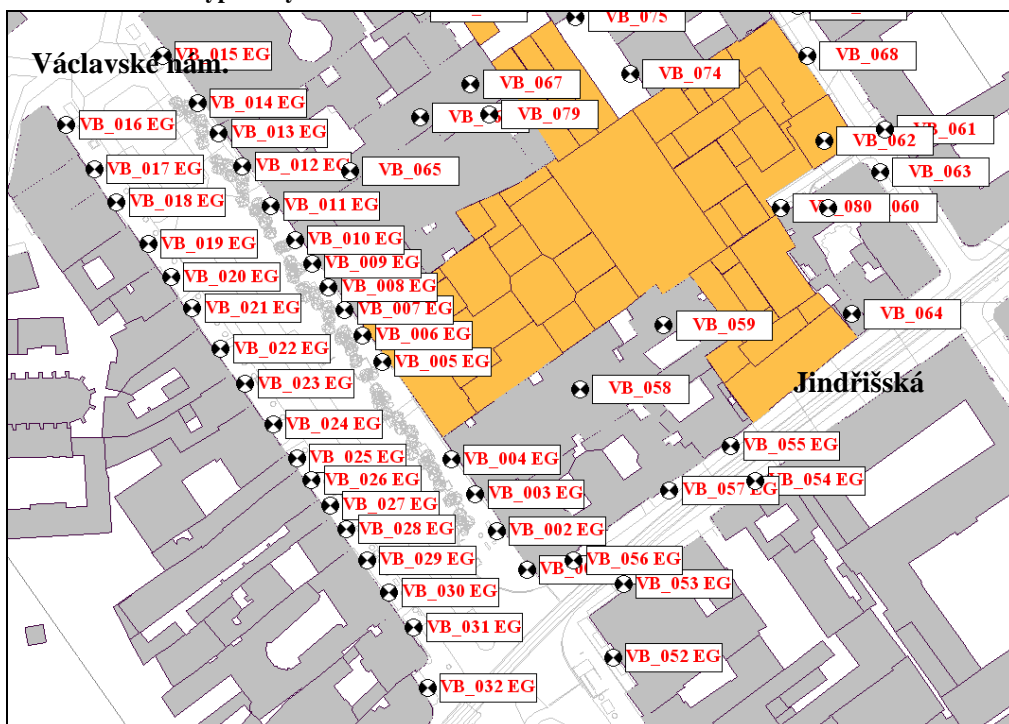 VB_075
VB_015 EG
Václavské nám.
VB_068
VB_074
VB_067
VB_014 EG
VB_079
VB_016 EG
VB_013 EG
VB_061
VB_062
VB_012 EG
VB_065
VB_017 EG
VB_063
VB_018 EG
VB_011 EG
VB_080
060
VB_010 EG
VB_019 EG
VB_009 EG
VB_020 EG
VB_008 EG
VB_021 EG
VB_007 EG
VB_064
VB_059
VB_006 EG
VB_022 EG
VB_005 EG
VB_023 EG
Jindřišská
VB_058
VB_024 EG
VB_055 EG
VB_025 EG
VB_004 EG
VB_026 EG
VB_054 EG
VB_003 EG
VB_057 EG
VB_027 EG
VB_028 EG
VB_002 EG
VB_029 EG
VB_056 EG
VB_053 EG
VB_030 EG
VB_031 EG
VB_052 EG
VB_032 EG